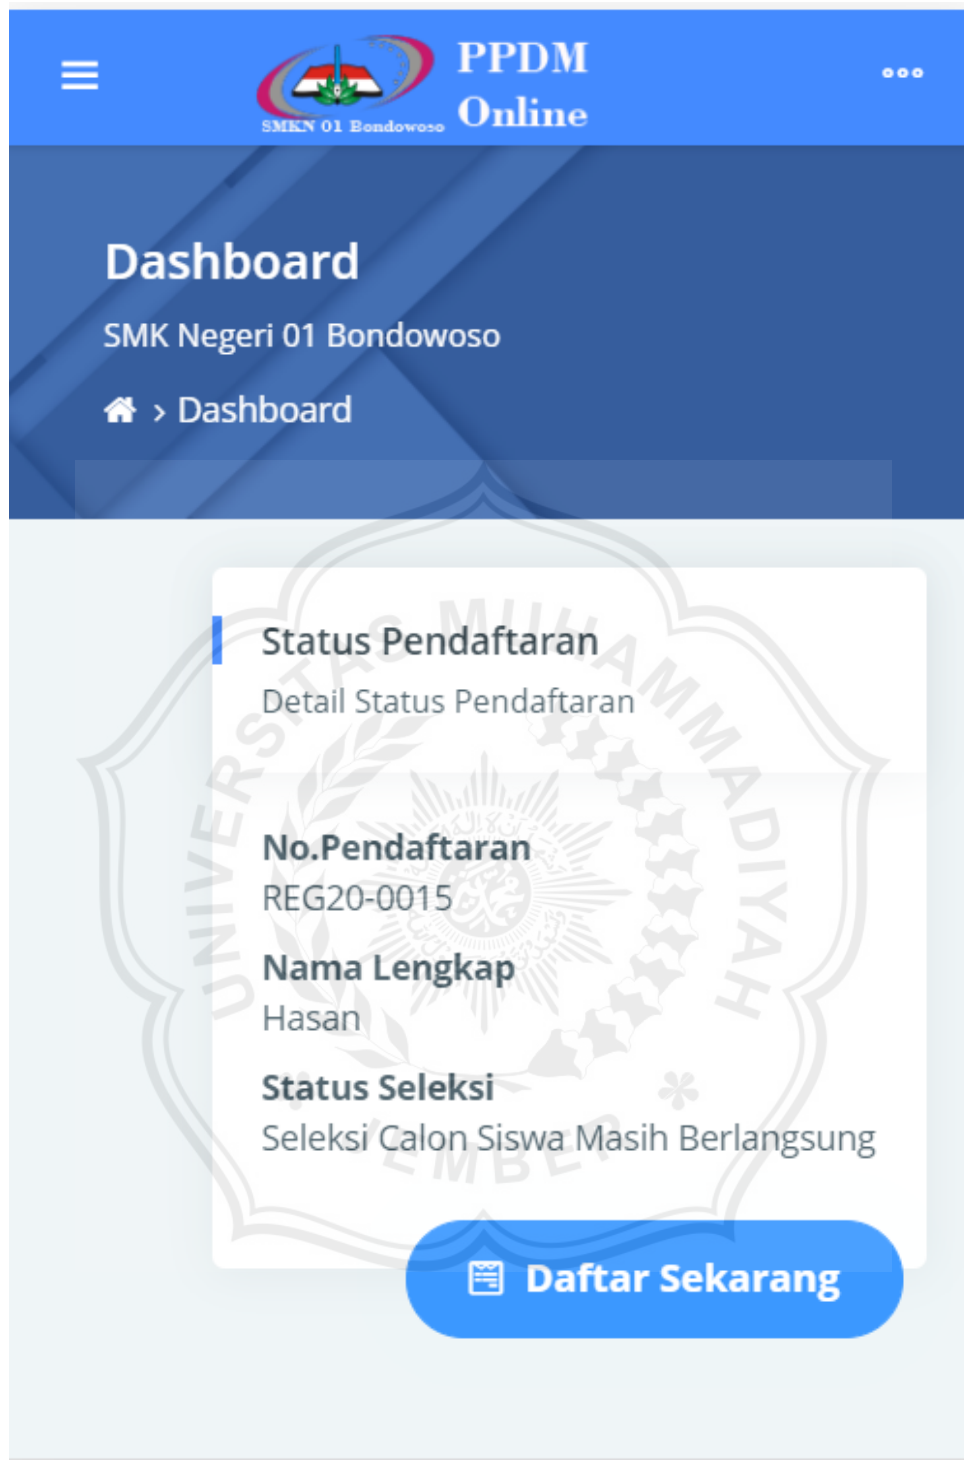 PPDM
Online
SMKN 01 Bondowoso
Dashboard
SMK Negeri 01 Bondowoso
> Dashboard
Status Pendaftaran
Detail Status Pendaftaran
No.Pendaftaran
REG20-0015
Nama Lengkap
Hasan
Status Seleksi
Seleksi Calon Siswa Masih Berlangsung
Daftar Sekarang
UNIVERSITAS MUHAMMADIYAH
JEMBER